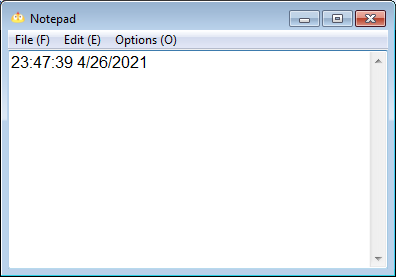 Notepad
File (F) Edit (E) Options (O)
23:47:39 4/26/2021